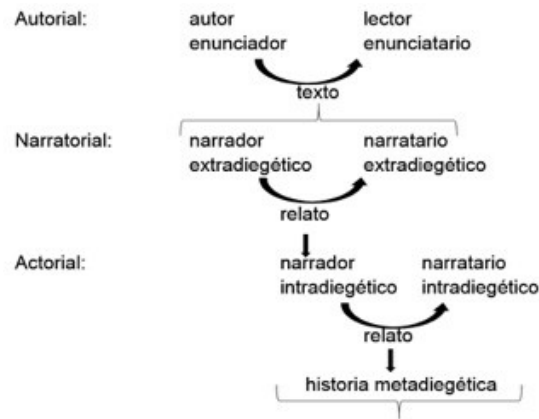 Autorial: autor lector
enunciador enunciatario
texto
Narratorial: narrador narratario
extradiegético extradiegético
relato
Actorial: narrador narratario
intradiegético intradiegético
relato
historia metadiegética